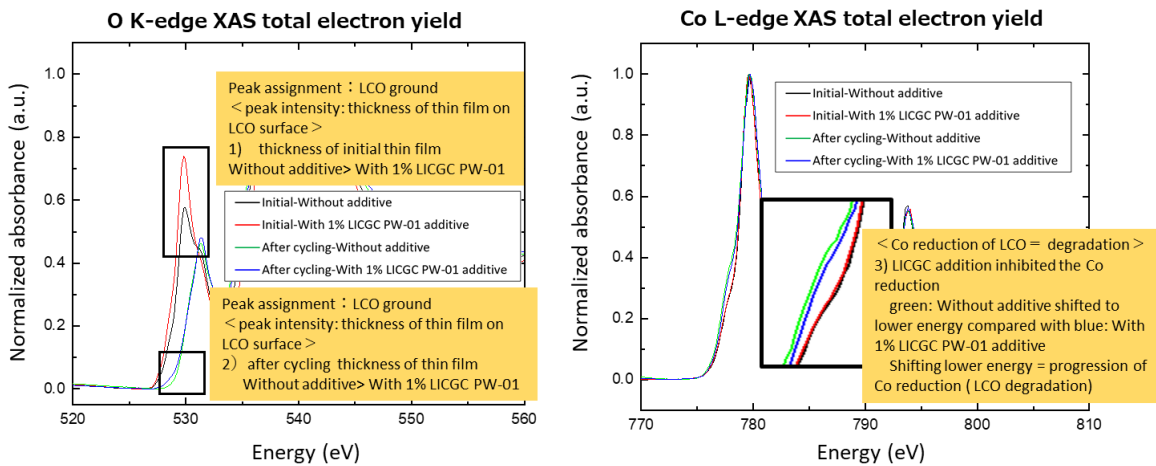 O K-edge XAS total electron yield
Normalized absorbance (a.u.)
1.0
0.8
0.6
0.4
0.2
0.0
520
530
540
550
560
Energy (eV)
Peak assignment：LCO ground
＜peak intensity: thickness of thin film on
LCO surface＞
1) thickness of initial thin film
Without additive> With 1% LICGC PW-01
Initial-Without additive
Initial-With 1% LICGC PW-01 additive
After cycling-Without additive
After cycling-With 1% LICGC PW-01 additive
Peak assignment：LCO ground
＜peak intensity: thickness of thin film on
LCO surface＞
2）after cycling thickness of thin film
Without additive> With 1% LICGC PW-01
Co L-edge XAS total electron yield
Normalized absorbance (a.u.)
1.0
0.8
0.6
0.4
0.2
0.0
770
780
790
800
810
Energy (eV)
Initial-Without additive
Initial-With 1% LICGC PW-01 additive
After cycling-Without additive
After cycling-With 1% LICGC PW-01 additive
＜Co reduction of LCO = degradation＞
3) LICGC addition inhibited the Co
reduction
green: Without additive shifted to
lower energy compared with blue: With
1% LICGC PW-01 additive
Shifting lower energy = progression of
Co reduction ( LCO degradation)